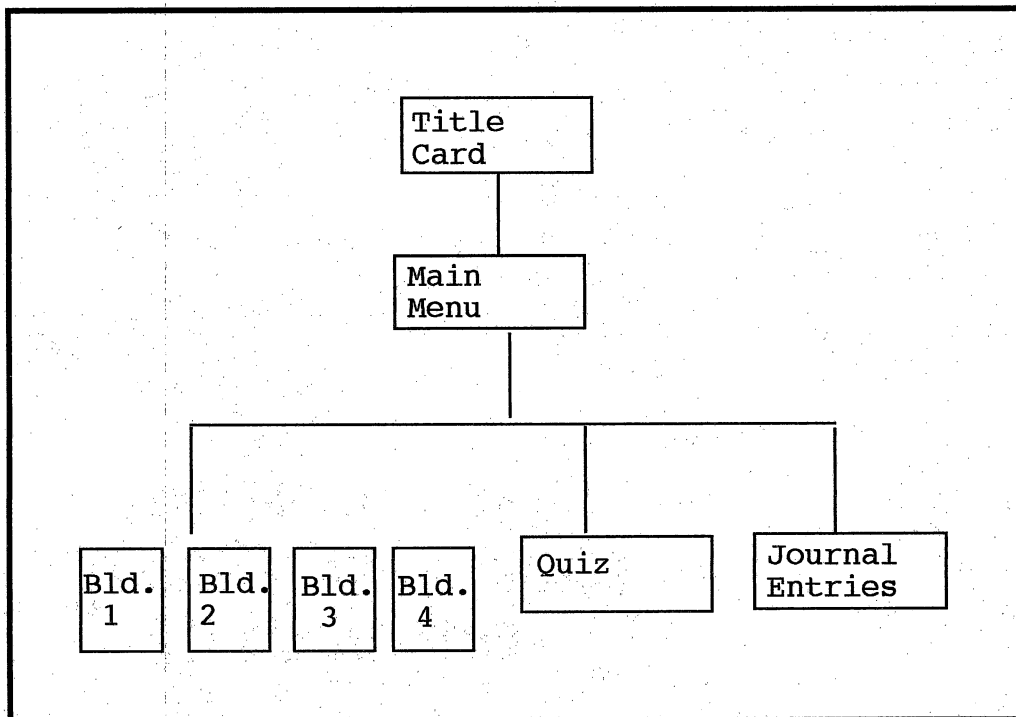 Title
Card
Main
Menu
Bld.
1
Bld.
2
Bld.
3
Bld.
4
Quiz
Journal
Entries